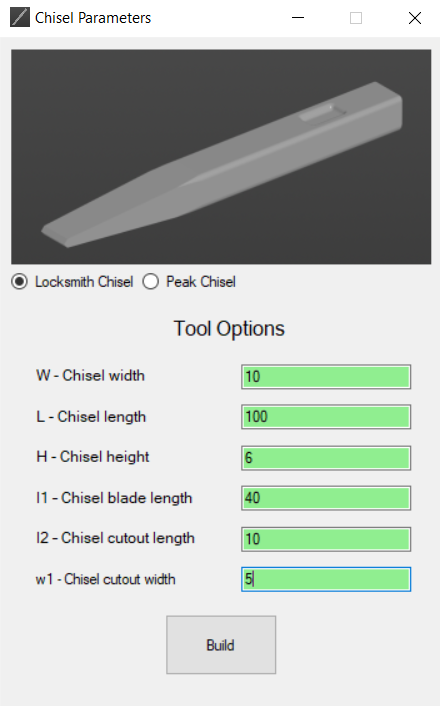 Chisel Parameters
Locksmith Chisel Peak Chisel
Tool Options
W - Chisel width 10
L - Chisel length 100
H - Chisel height 6
l1 - Chisel blade length 40
l2 - Chisel cutout length 10
w1 - Chisel cutout width 5
Build